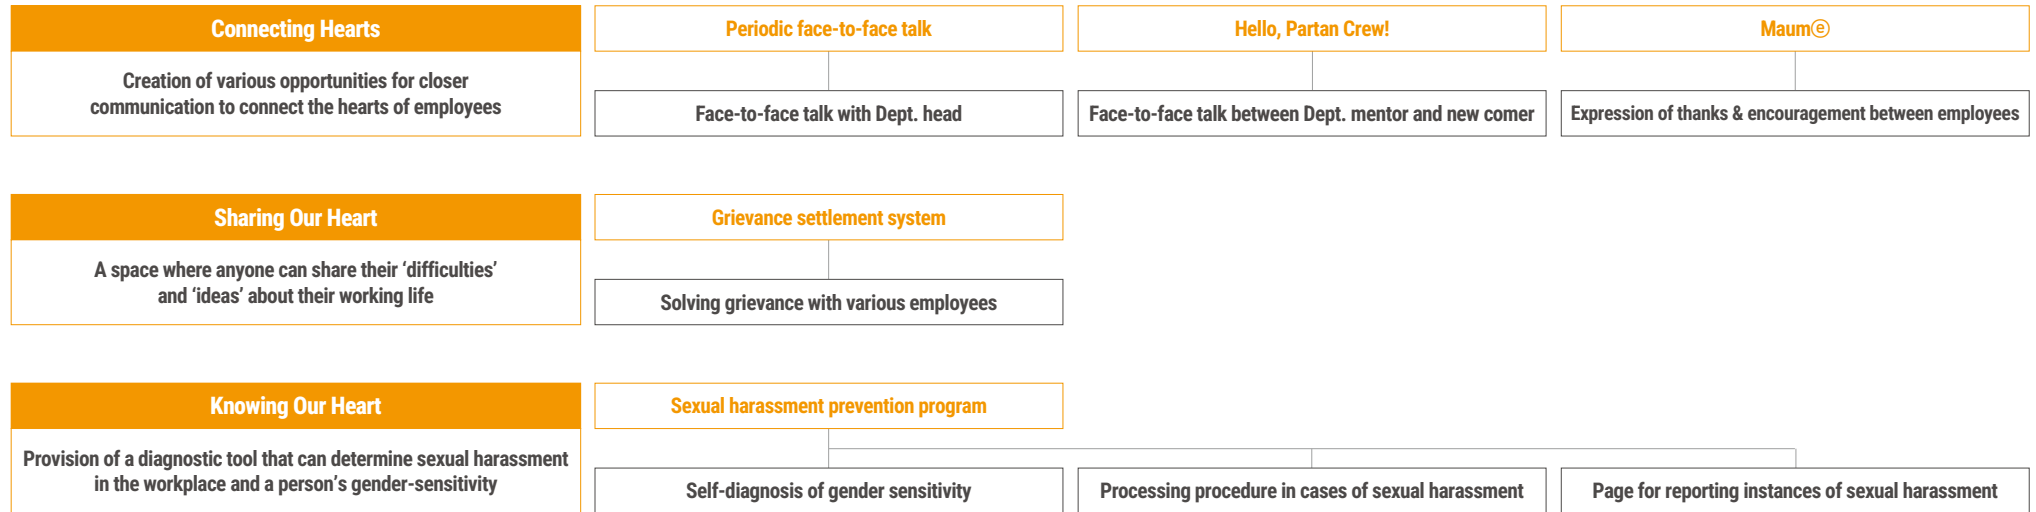 Connecting Hearts
Creation of various opportunities for closer
communication to connect the hearts of employees
Periodic face-to-face talk
Face-to-face talk with Dept. head
Hello, Partan Crew!
Face-to-face talk between Dept. mentor and new comer
Maumⓔ
Expression of thanks & encouragement between employees
Sharing Our Heart
A space where anyone can share their ‘difficulties’
and ‘ideas’ about their working life
Grievance settlement system
Solving grievance with various employees
Knowing Our Heart
Provision of a diagnostic tool that can determine sexual harassment
in the workplace and a person’s gender-sensitivity
Sexual harassment prevention program
Self-diagnosis of gender sensitivity
Processing procedure in cases of sexual harassment
Page for reporting instances of sexual harassment